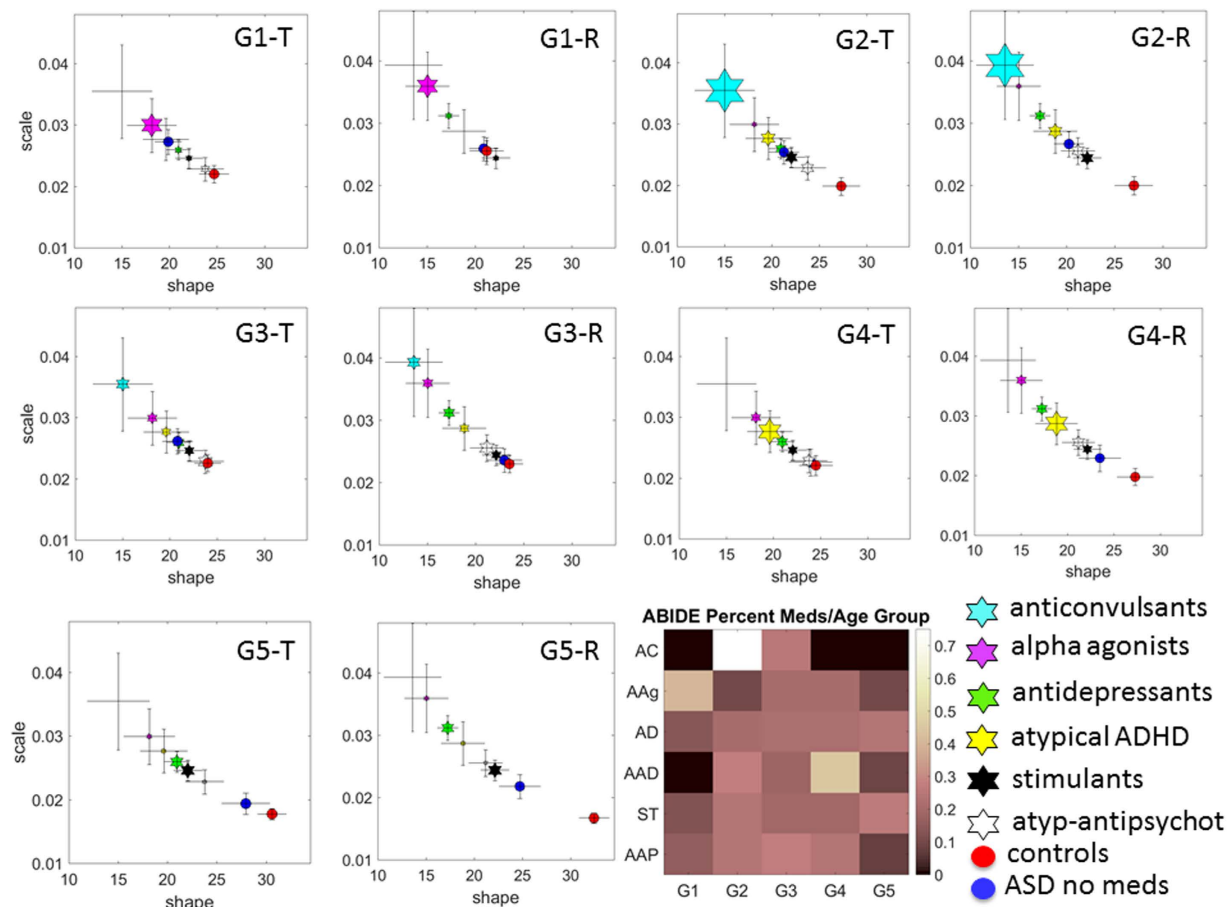 G1-T
G1-R
G2-T
G2-R
scale
0.04
0.03
0.02
0.01
10 15 20 25 30
shape
0.04
0.03
0.02
0.01
10 15 20 25 30
shape
0.04
0.03
0.02
0.01
10 15 20 25 30
shape
0.04
0.03
0.02
0.01
10 15 20 25 30
shape
G3-T
G3-R
G4-T
G4-R
scale
0.04
0.03
0.02
0.01
10 15 20 25 30
shape
0.04
0.03
0.02
0.01
10 15 20 25 30
shape
0.04
0.03
0.02
0.01
10 15 20 25 30
shape
0.04
0.03
0.02
0.01
10 15 20 25 30
shape
G5-T
G5-R
scale
0.04
0.03
0.02
0.01
10 15 20 25 30
shape
0.04
0.03
0.02
0.01
10 15 20 25 30
shape
ABIDE Percent Meds/Age Group
AC
AAg
AD
AAD
ST
AAP
G1 G2 G3 G4 G5
0.7
0.6
0.5
0.4
0.3
0.2
0.1
0
anticonvulsants
alpha agonists
antidepressants
atypical ADHD
stimulants
atyp-antipsychot
controls
ASD no meds